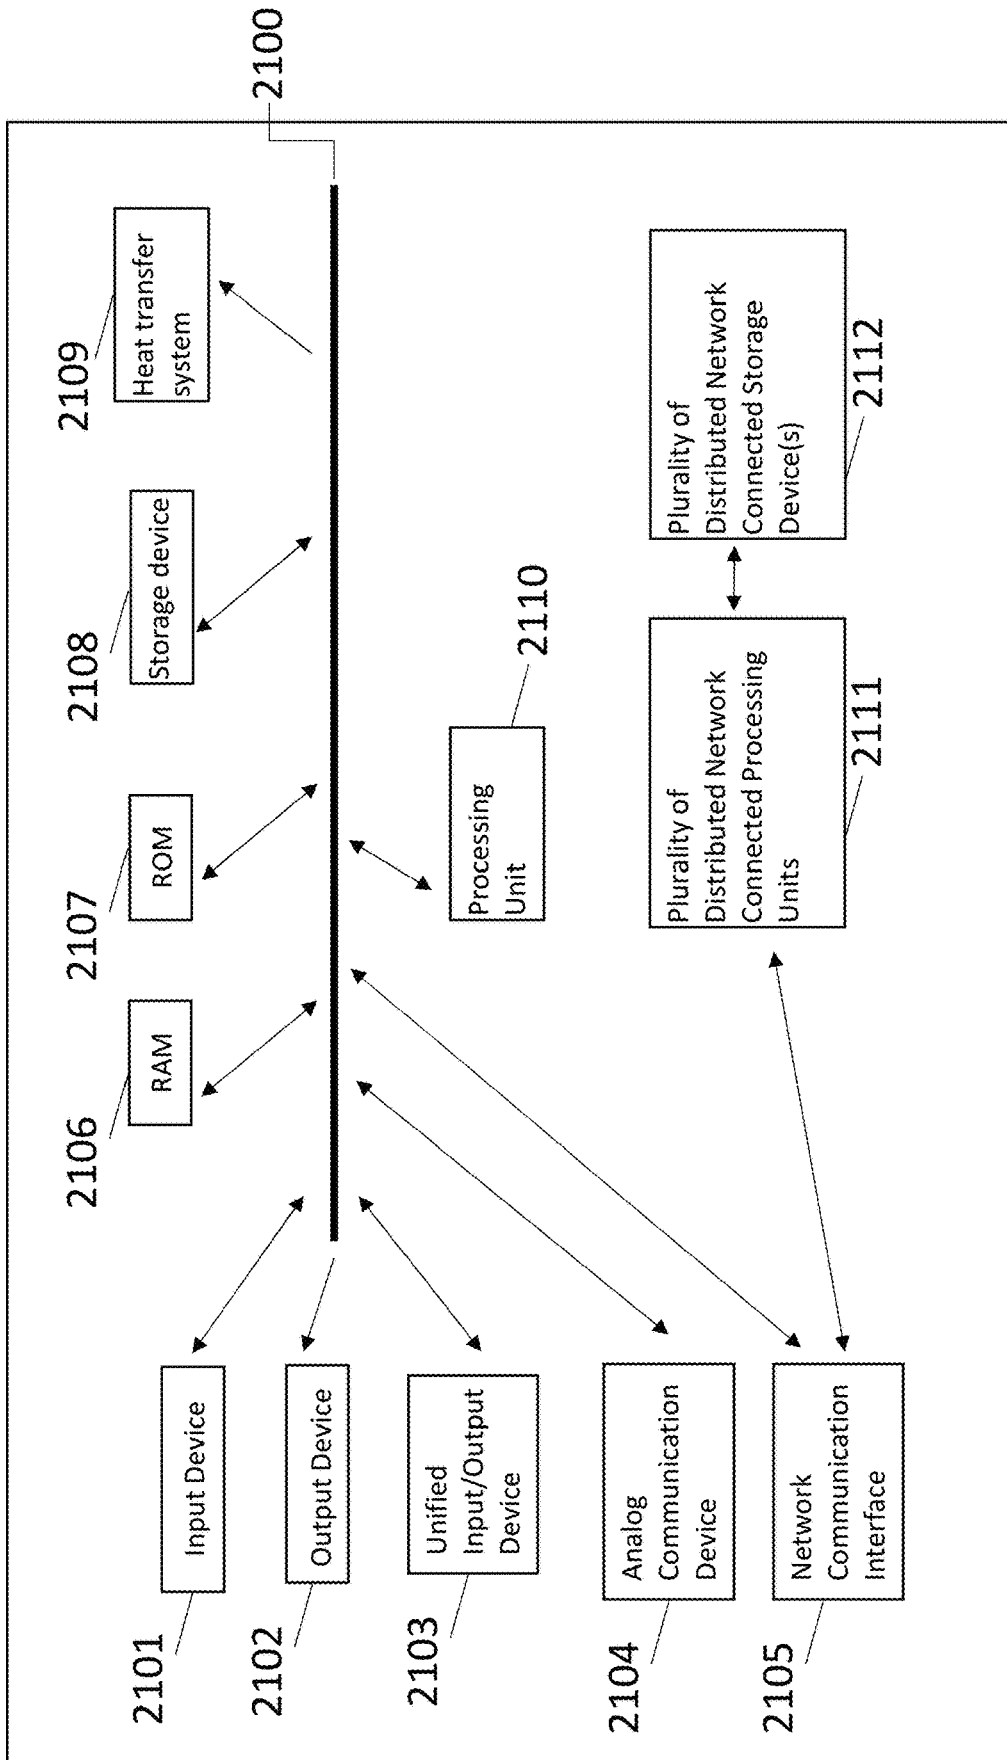 2100
2109
Heat transfer
system
2108
Storage device
2107
ROM
2106
RAM
2101
Input Device
2102
Output Device
2103
Unified
Input/Output
Device
2104
Analog
Communication
Device
2105
Network
Communication
Interface
Processing
Unit
2110
Plurality of
Distributed Network
Connected Processing
Units
2111
Plurality of
Distributed Network
Connected Storage
Device(s)
2112